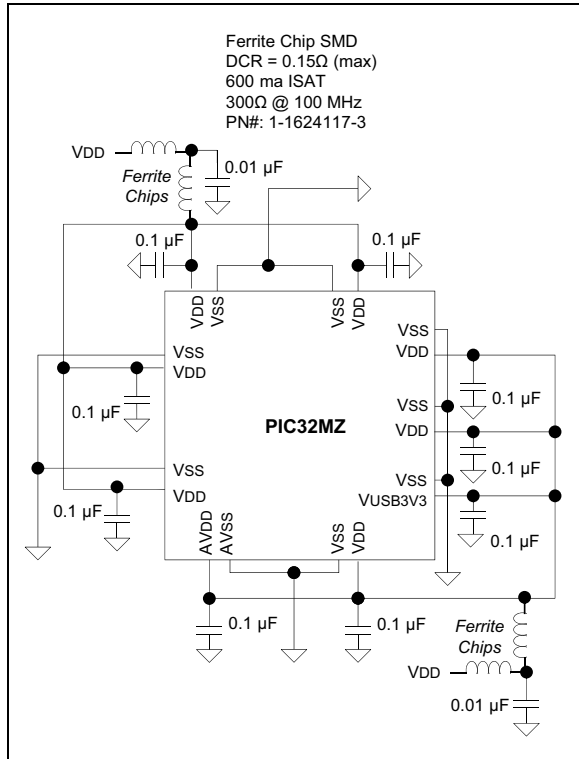 Ferrite Chip SMD
DCR = 0.15Ω (max)
600 ma ISAT
300Ω @ 100 MHz
PN#: 1-1624117-3
VDD
0.01 µF
Ferrite
Chips
0.1 µF
0.1 µF
VDD
VSS
VSS
VDD
VSS
VDD
VSS
VDD
0.1 µF
0.1 µF
PIC32MZ
VSS
VDD
0.1 µF
VSS
VDD
0.1 µF
VSS
VUSB3V3
0.1 µF
VSS
VDD
0.1 µF
AVDD
AVSS
0.1 µF
0.1 µF
Ferrite
Chips
VDD
0.01 µF